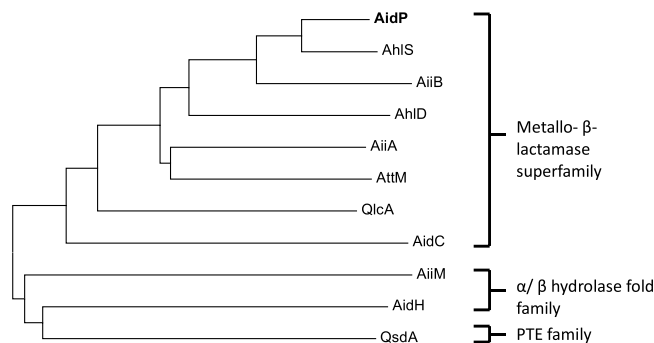 AidP
AhlS
AiiB
AhlD
AiiA
AttM
QlcA
AidC
AiiM
AidH
QsdA
Metallo- β-
lactamase
superfamily
α/ β hydrolase fold
family
PTE family